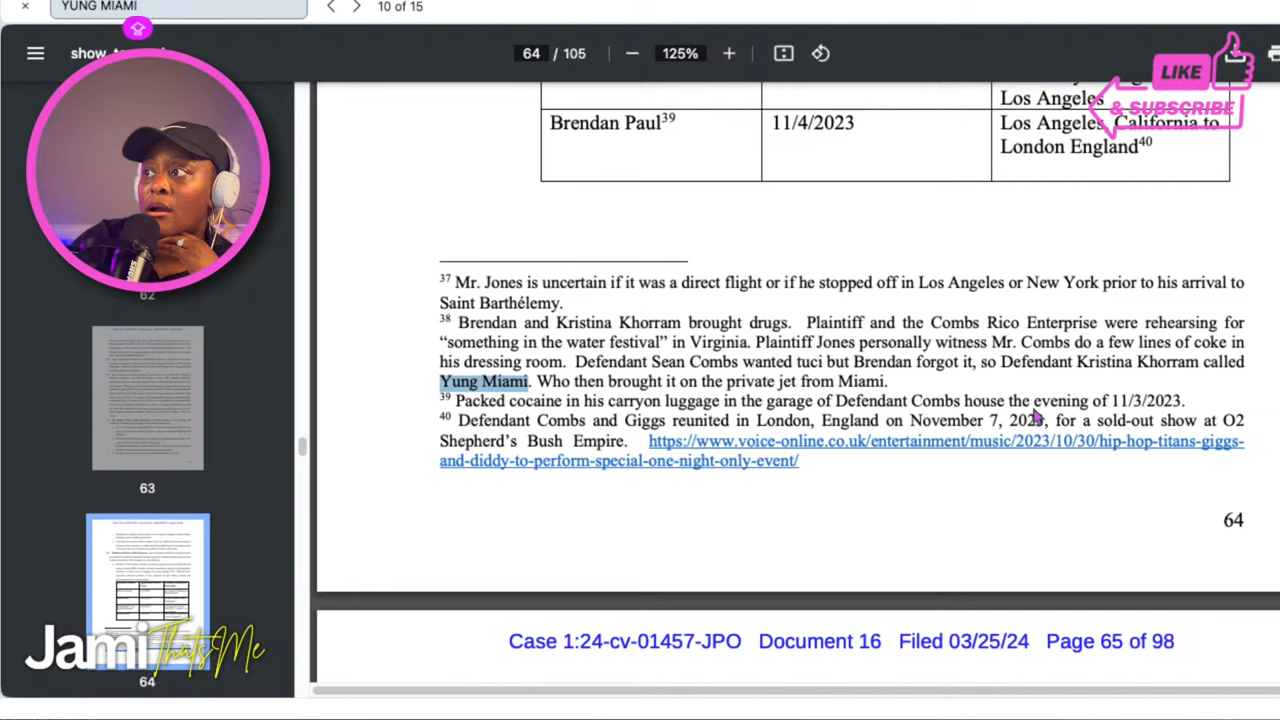 YUNG MIAMI
10 of 15
64 / 105
125%
LIKE
& SUBSCRIBE
Los Angeles
Brendan Paul39
11/4/2023
Los Angeles, California to
London England40
37 Mr. Jones is uncertain if it was a direct flight or if he stopped off in Los Angeles or New York prior to his arrival to
Saint Barthélemy.
38 Brendan and Kristina Khorram brought drugs. Plaintiff and the Combs Rico Enterprise were rehearsing for
“something in the water festival” in Virginia. Plaintiff Jones personally witness Mr. Combs do a few lines of coke in
his dressing room. Defendant Sean Combs wanted tuci but Brendan forgot it, so Defendant Kristina Khorram called
Yung Miami. Who then brought it on the private jet from Miami.
39 Packed cocaine in his carryon luggage in the garage of Defendant Combs house the evening of 11/3/2023.
40 Defendant Combs and Giggs reunited in London, England on November 7, 2023, for a sold-out show at O2
Shepherd’s Bush Empire. https://www.voice-online.co.uk/entertainment/music/2023/10/30/hip-hop-titans-giggs-
and-diddy-to-perform-special-one-night-only-event/
64
Case 1:24-cv-01457-JPO Document 16 Filed 03/25/24 Page 65 of 98
62
63
64
Jami ThatsMe